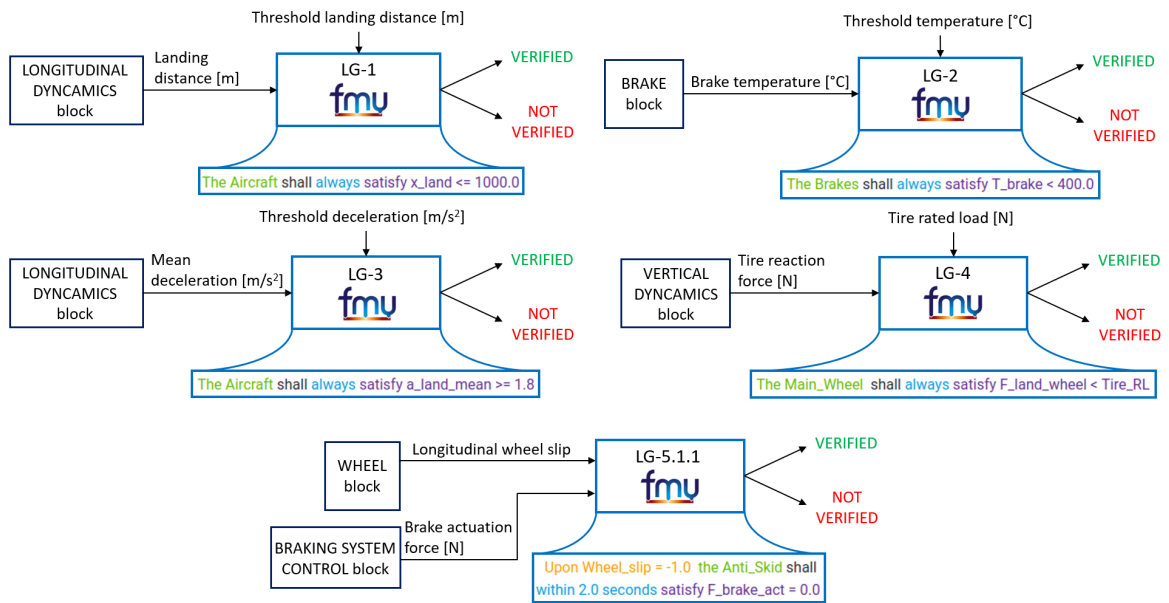 Threshold landing distance [m]
LONGITUDINAL
DYNCAMICS
block
Landing
distance [m]
LG-1
fmy
VERIFIED
NOT
VERIFIED
The Aircraft shall always satisfy x_land <= 1000.0
Threshold temperature [°C]
BRAKE
block
Brake temperature [°C]
LG-2
fmy
VERIFIED
NOT
VERIFIED
The Brakes shall always satisfy T_brake < 400.0
Threshold deceleration [m/s²]
LONGITUDINAL
DYNCAMICS
block
Mean
deceleration [m/s²]
LG-3
fmy
VERIFIED
NOT
VERIFIED
The Aircraft shall always satisfy a_land_mean >= 1.8
Tire rated load [N]
VERTICAL
DYNCAMICS
block
Tire reaction
force [N]
LG-4
fmy
VERIFIED
NOT
VERIFIED
The Main_Wheel shall always satisfy F_land_wheel < Tire_RL
WHEEL
block
Longitudinal wheel slip
BRAKING SYSTEM
CONTROL block
Brake actuation
force [N]
LG-5.1.1
fmy
VERIFIED
NOT
VERIFIED
Upon Wheel_slip = -1.0 the Anti_Skid shall
within 2.0 seconds satisfy F_brake_act = 0.0